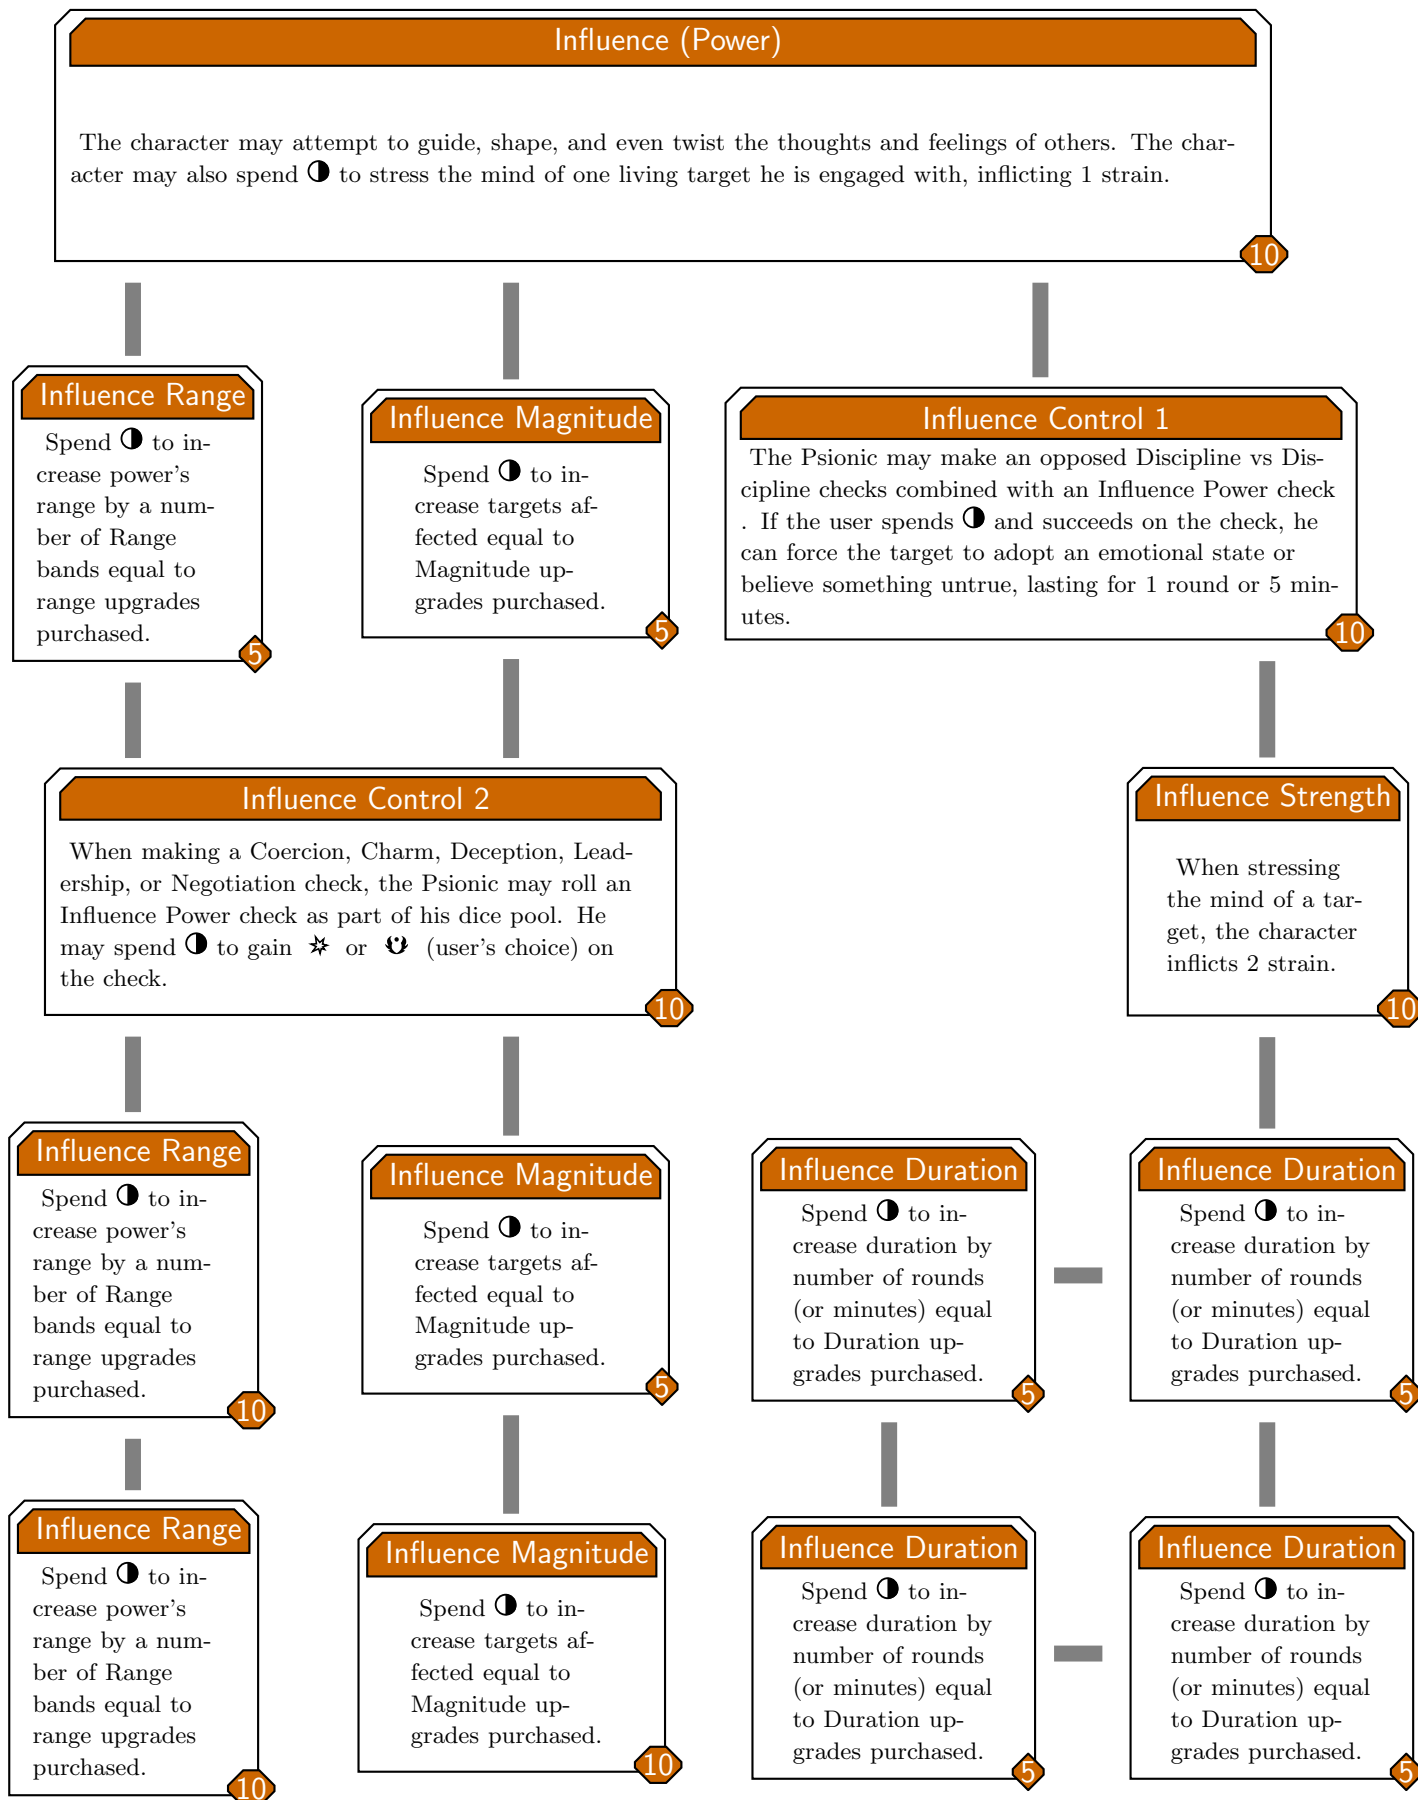 Influence (Power)
The character may attempt to guide, shape, and even twist the thoughts and feelings of others. The char-
acter may also spend ◑ to stress the mind of one living target he is engaged with, inflicting 1 strain.
10
Influence Range
Spend ◑ to in-
crease power's
range by a num-
ber of Range
bands equal to
range upgrades
purchased.
5
Influence Magnitude
Spend ◑ to in-
crease targets af-
fected equal to
Magnitude up-
grades purchased.
5
Influence Control 1
The Psionic may make an opposed Discipline vs Dis-
cipline checks combined with an Influence Power check
. If the user spends ◑ and succeeds on the check, he
can force the target to adopt an emotional state or
believe something untrue, lasting for 1 round or 5 min-
utes.
10
Influence Control 2
When making a Coercion, Charm, Deception, Lead-
ership, or Negotiation check, the Psionic may roll an
Influence Power check as part of his dice pool. He
may spend ◑ to gain or (user's choice) on
the check.
10
Influence Strength
When stressing
the mind of a tar-
get, the character
inflicts 2 strain.
10
Influence Range
Spend ◑ to in-
crease power's
range by a num-
ber of Range
bands equal to
range upgrades
purchased.
10
Influence Magnitude
Spend ◑ to in-
crease targets af-
fected equal to
Magnitude up-
grades purchased.
5
Influence Duration
Spend ◑ to in-
crease duration by
number of rounds
(or minutes) equal
to Duration up-
grades purchased.
5
Influence Duration
Spend ◑ to in-
crease duration by
number of rounds
(or minutes) equal
to Duration up-
grades purchased.
5
Influence Range
Spend ◑ to in-
crease power's
range by a num-
ber of Range
bands equal to
range upgrades
purchased.
10
Influence Magnitude
Spend ◑ to in-
crease targets af-
fected equal to
Magnitude up-
grades purchased.
10
Influence Duration
Spend ◑ to in-
crease duration by
number of rounds
(or minutes) equal
to Duration up-
grades purchased.
5
Influence Duration
Spend ◑ to in-
crease duration by
number of rounds
(or minutes) equal
to Duration up-
grades purchased.
5